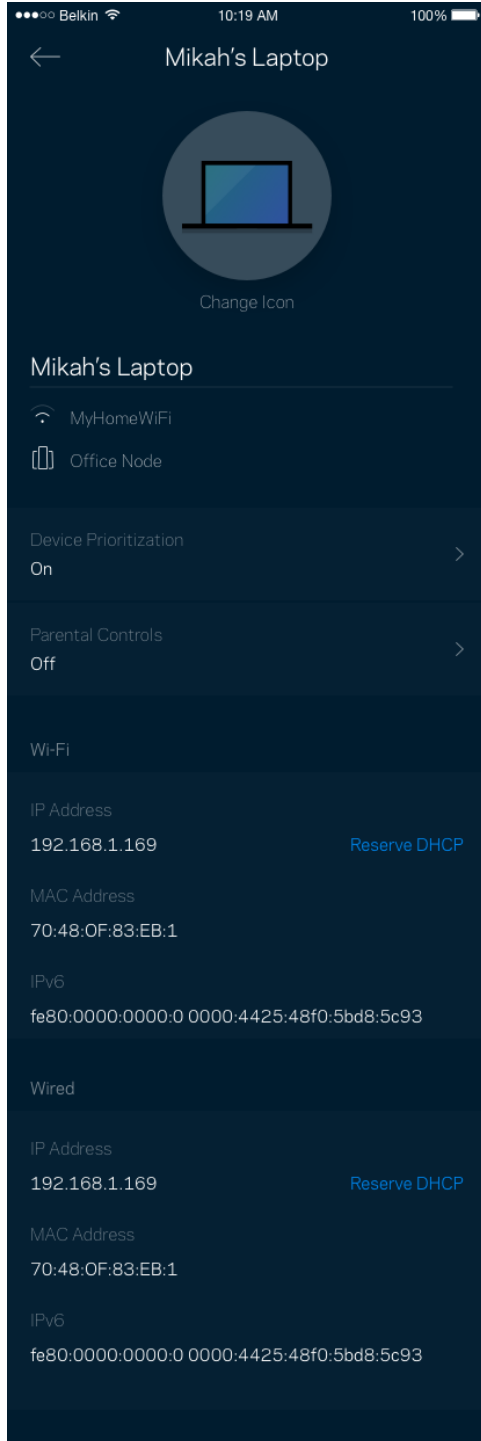 Belkin 10:19 AM 100%
Mikah's Laptop
Change Icon
Mikah's Laptop
MyHomeWiFi
Office Node
Device Prioritization
On
Parental Controls
Off
Wi-Fi
IP Address
192.168.1.169 Reserve DHCP
MAC Address
70:48:0F:83:EB:1
IPv6
fe80:0000:0000:0 0000:4425:48f0:5bd8:5c93
Wired
IP Address
192.168.1.169 Reserve DHCP
MAC Address
70:48:0F:83:EB:1
IPv6
fe80:0000:0000:0 0000:4425:48f0:5bd8:5c93